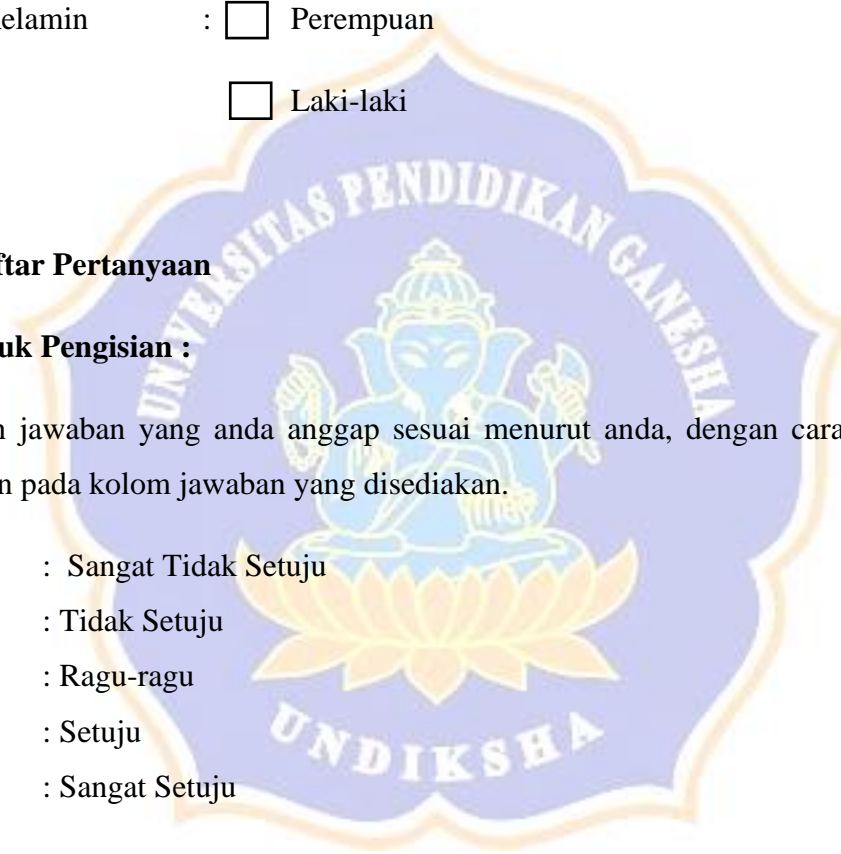 elamin : Perempuan
Laki-laki
UNIVERSITAS PENDIDIKAN GANESHA
ftar Pertanyaan
uk Pengisian :
n jawaban yang anda anggap sesuai menurut anda, dengan cara
n pada kolom jawaban yang disediakan.
: Sangat Tidak Setuju
: Tidak Setuju
: Ragu-ragu
: Setuju
: Sangat Setuju
UNDIKSHA